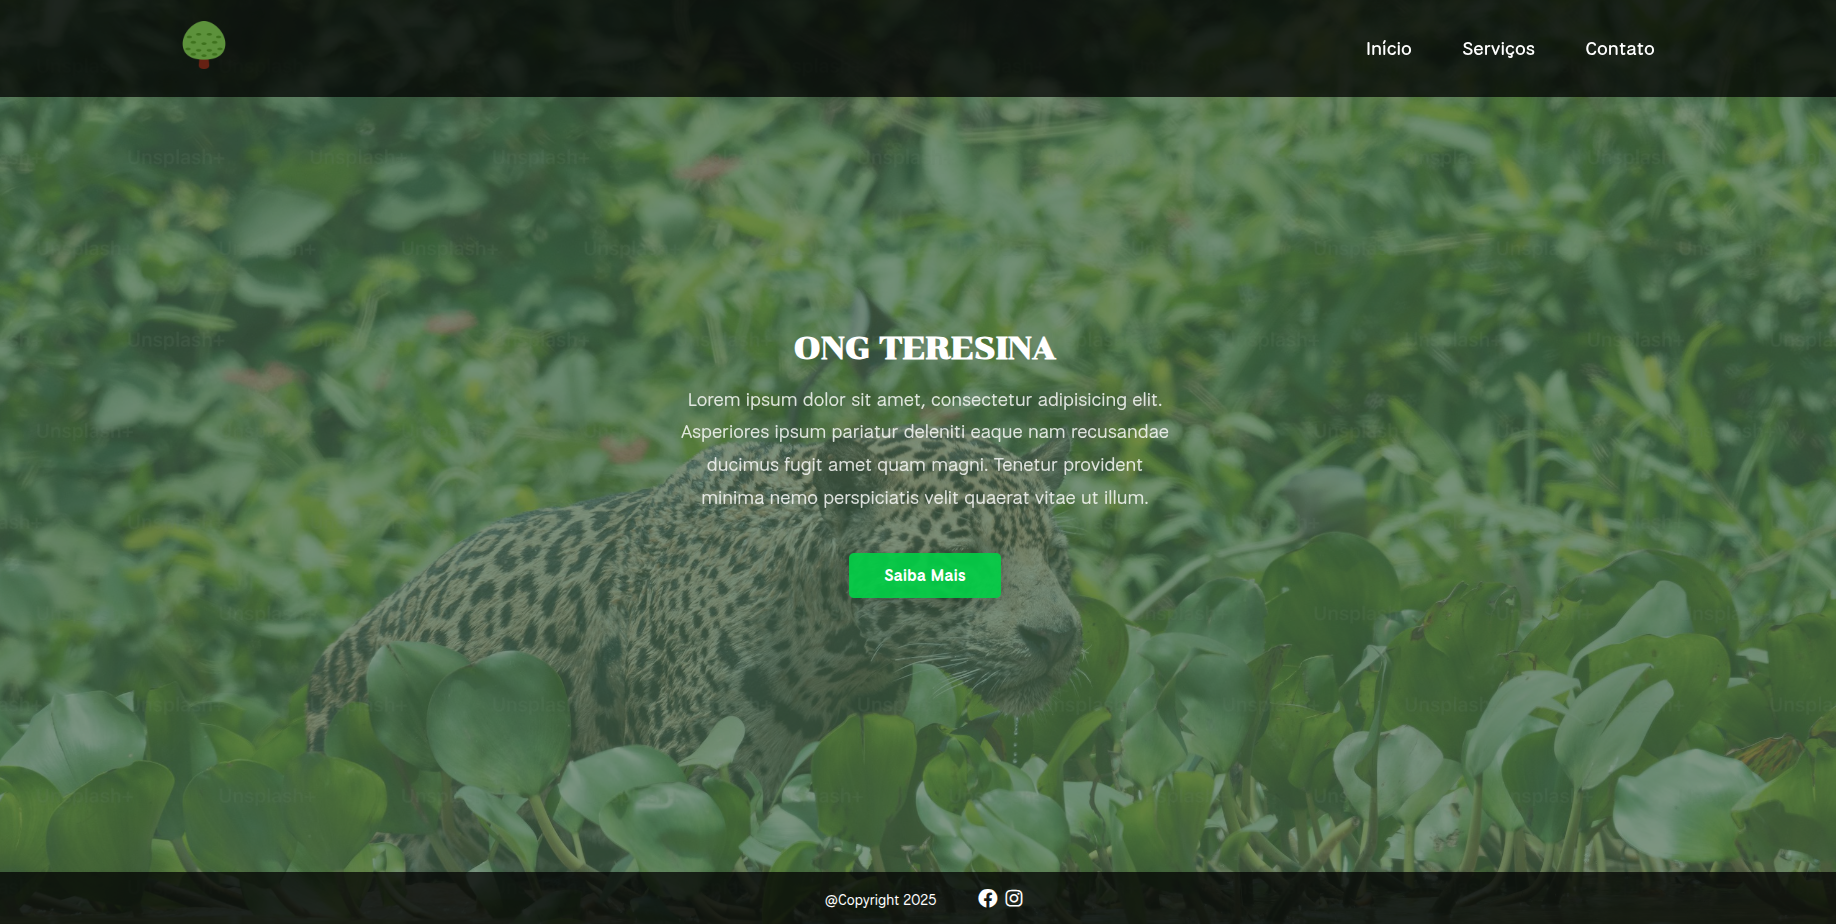 Início Serviços Contato
ONG TERESINA
Lorem ipsum dolor sit amet, consectetur adipisicing elit.
Asperiores ipsum pariatur deleniti eaque nam recusandae
ducimus fugit amet quam magni. Tenetur provident
minima nemo perspiciatis velit quaerat vitae ut illum.
Saiba Mais
@Copyright 2025